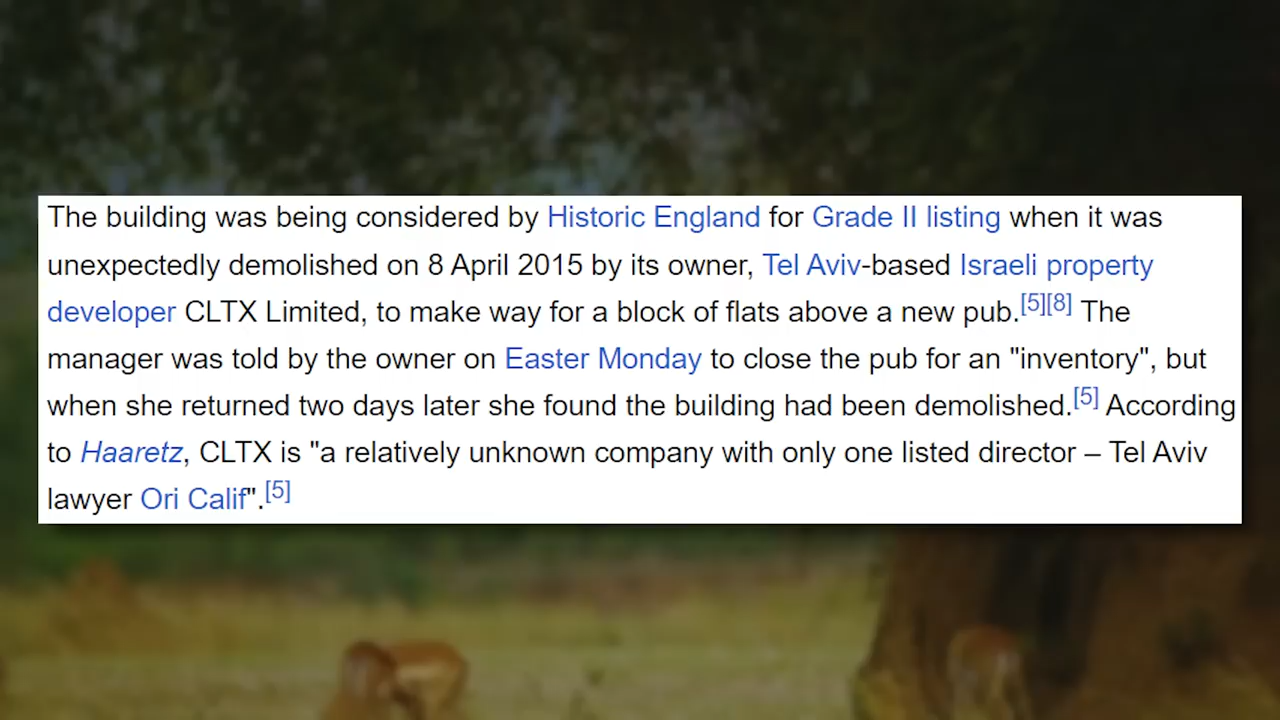 The building was being considered by Historic England for Grade II listing when it was
unexpectedly demolished on 8 April 2015 by its owner, Tel Aviv-based Israeli property
developer CLTX Limited, to make way for a block of flats above a new pub.[5][8] The
manager was told by the owner on Easter Monday to close the pub for an "inventory", but
when she returned two days later she found the building had been demolished.[5] According
to Haaretz, CLTX is "a relatively unknown company with only one listed director – Tel Aviv
lawyer Ori Calif".[5]